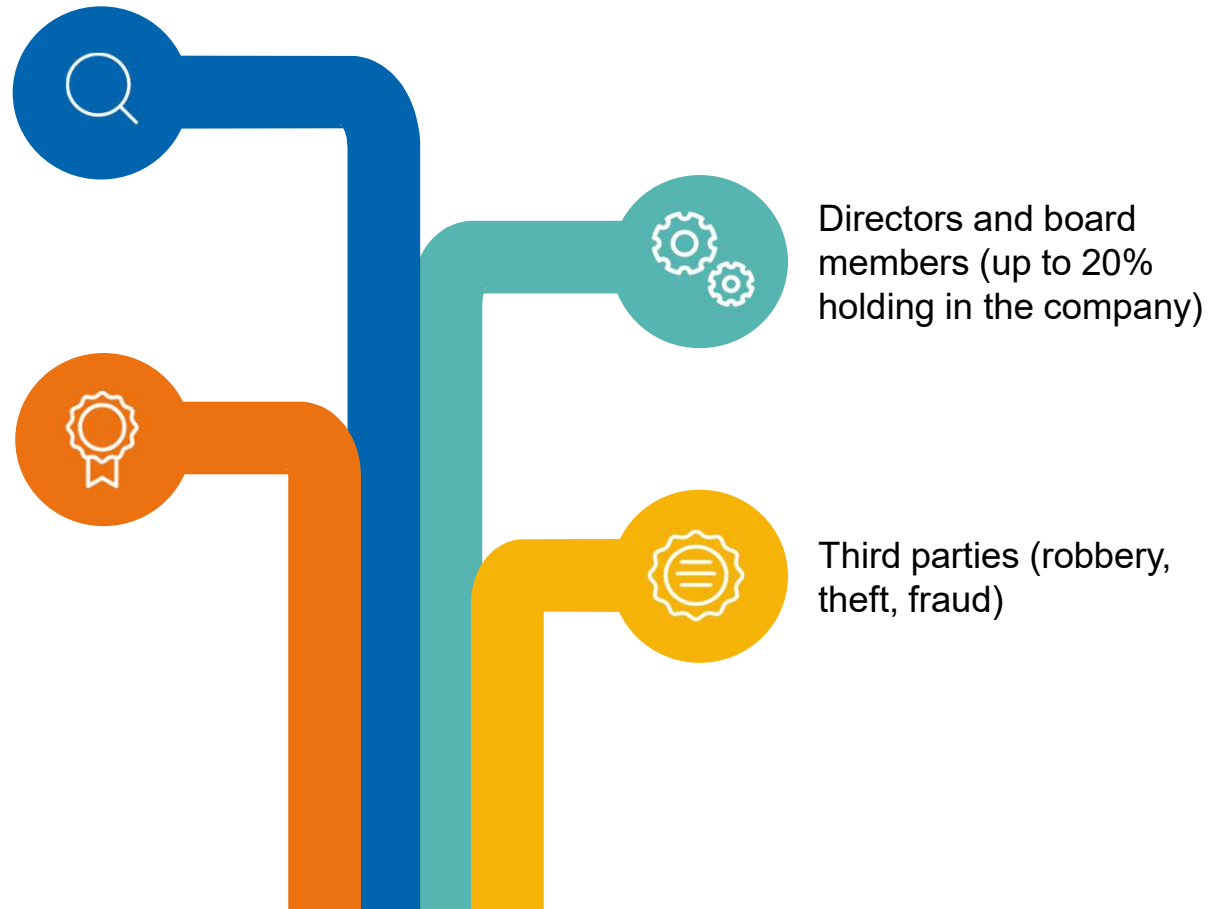 Directors and board
members (up to 20%
holding in the company)
Third parties (robbery,
theft, fraud)